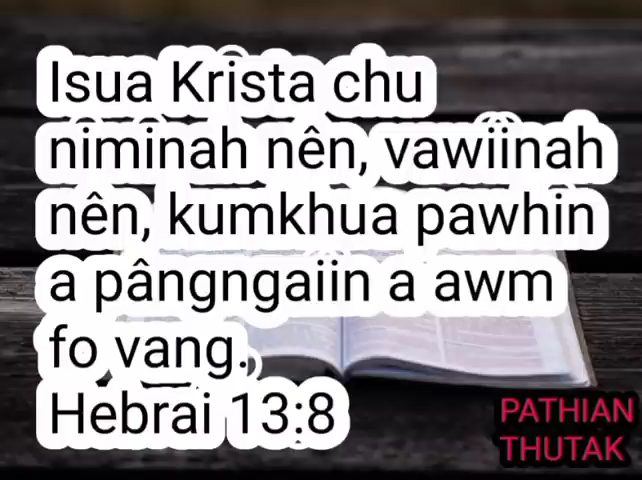 Isua Krista chu
niminah nên, vawiinah
nên, kumkhua pawhin
a pângngaiin a awm
fo vang.
Hebrai 13:8
PATHIAN
THUTAK